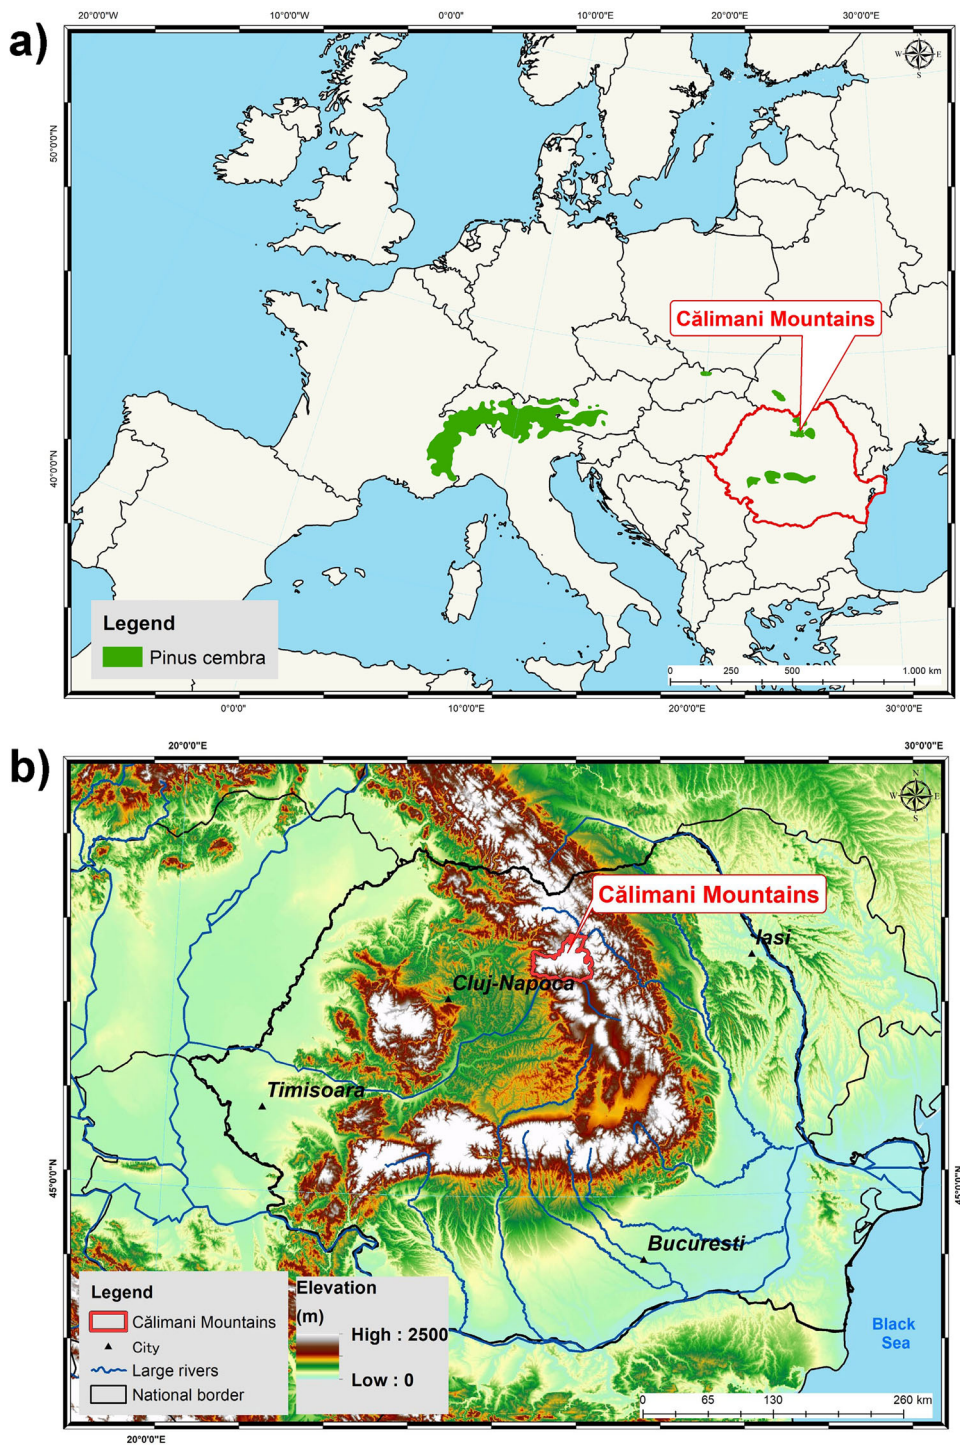 a)
20°0'0"W
10°0'0"W
0°0'0"
10°0'0"E
20°0'0"E
30°0'0"E
N
W
E
S
50°0'0"N
40°0'0"N
Călimani Mountains
Legend
Pinus cembra
0
250
500
1.000 km
0°0'0"
10°0'0"E
20°0'0"E
30°0'0"E
b)
20°0'0"E
30°0'0"E
N
W
E
S
Călimani Mountains
Iasi
Cluj-Napoca
Timisoara
45°0'0"N
45°0'0"N
Bucuresti
Legend
Călimani Mountains
City
Large rivers
National border
Elevation
(m)
High : 2500
Low : 0
Black
Sea
0
65
130
260 km
20°0'0"E